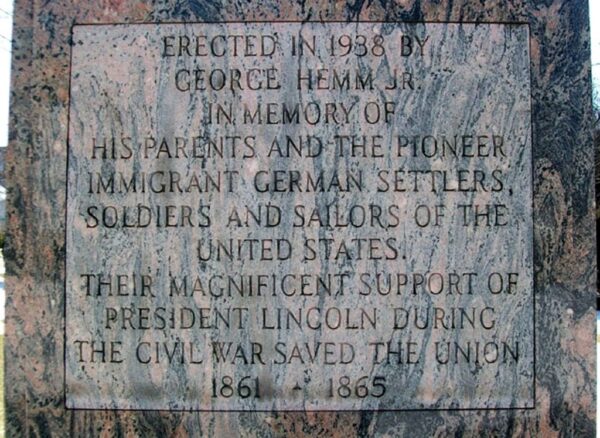 ERECTED IN 1938 BY
GEORGE HEMM JR.
IN MEMORY OF
HIS PARENTS AND THE PIONEER
IMMIGRANT GERMAN SETTLERS,
SOLDIERS AND SAILORS OF THE
UNITED STATES.
THEIR MAGNIFICENT SUPPORT OF
PRESIDENT LINCOLN DURING
THE CIVIL WAR SAVED THE UNION
1861 - 1865